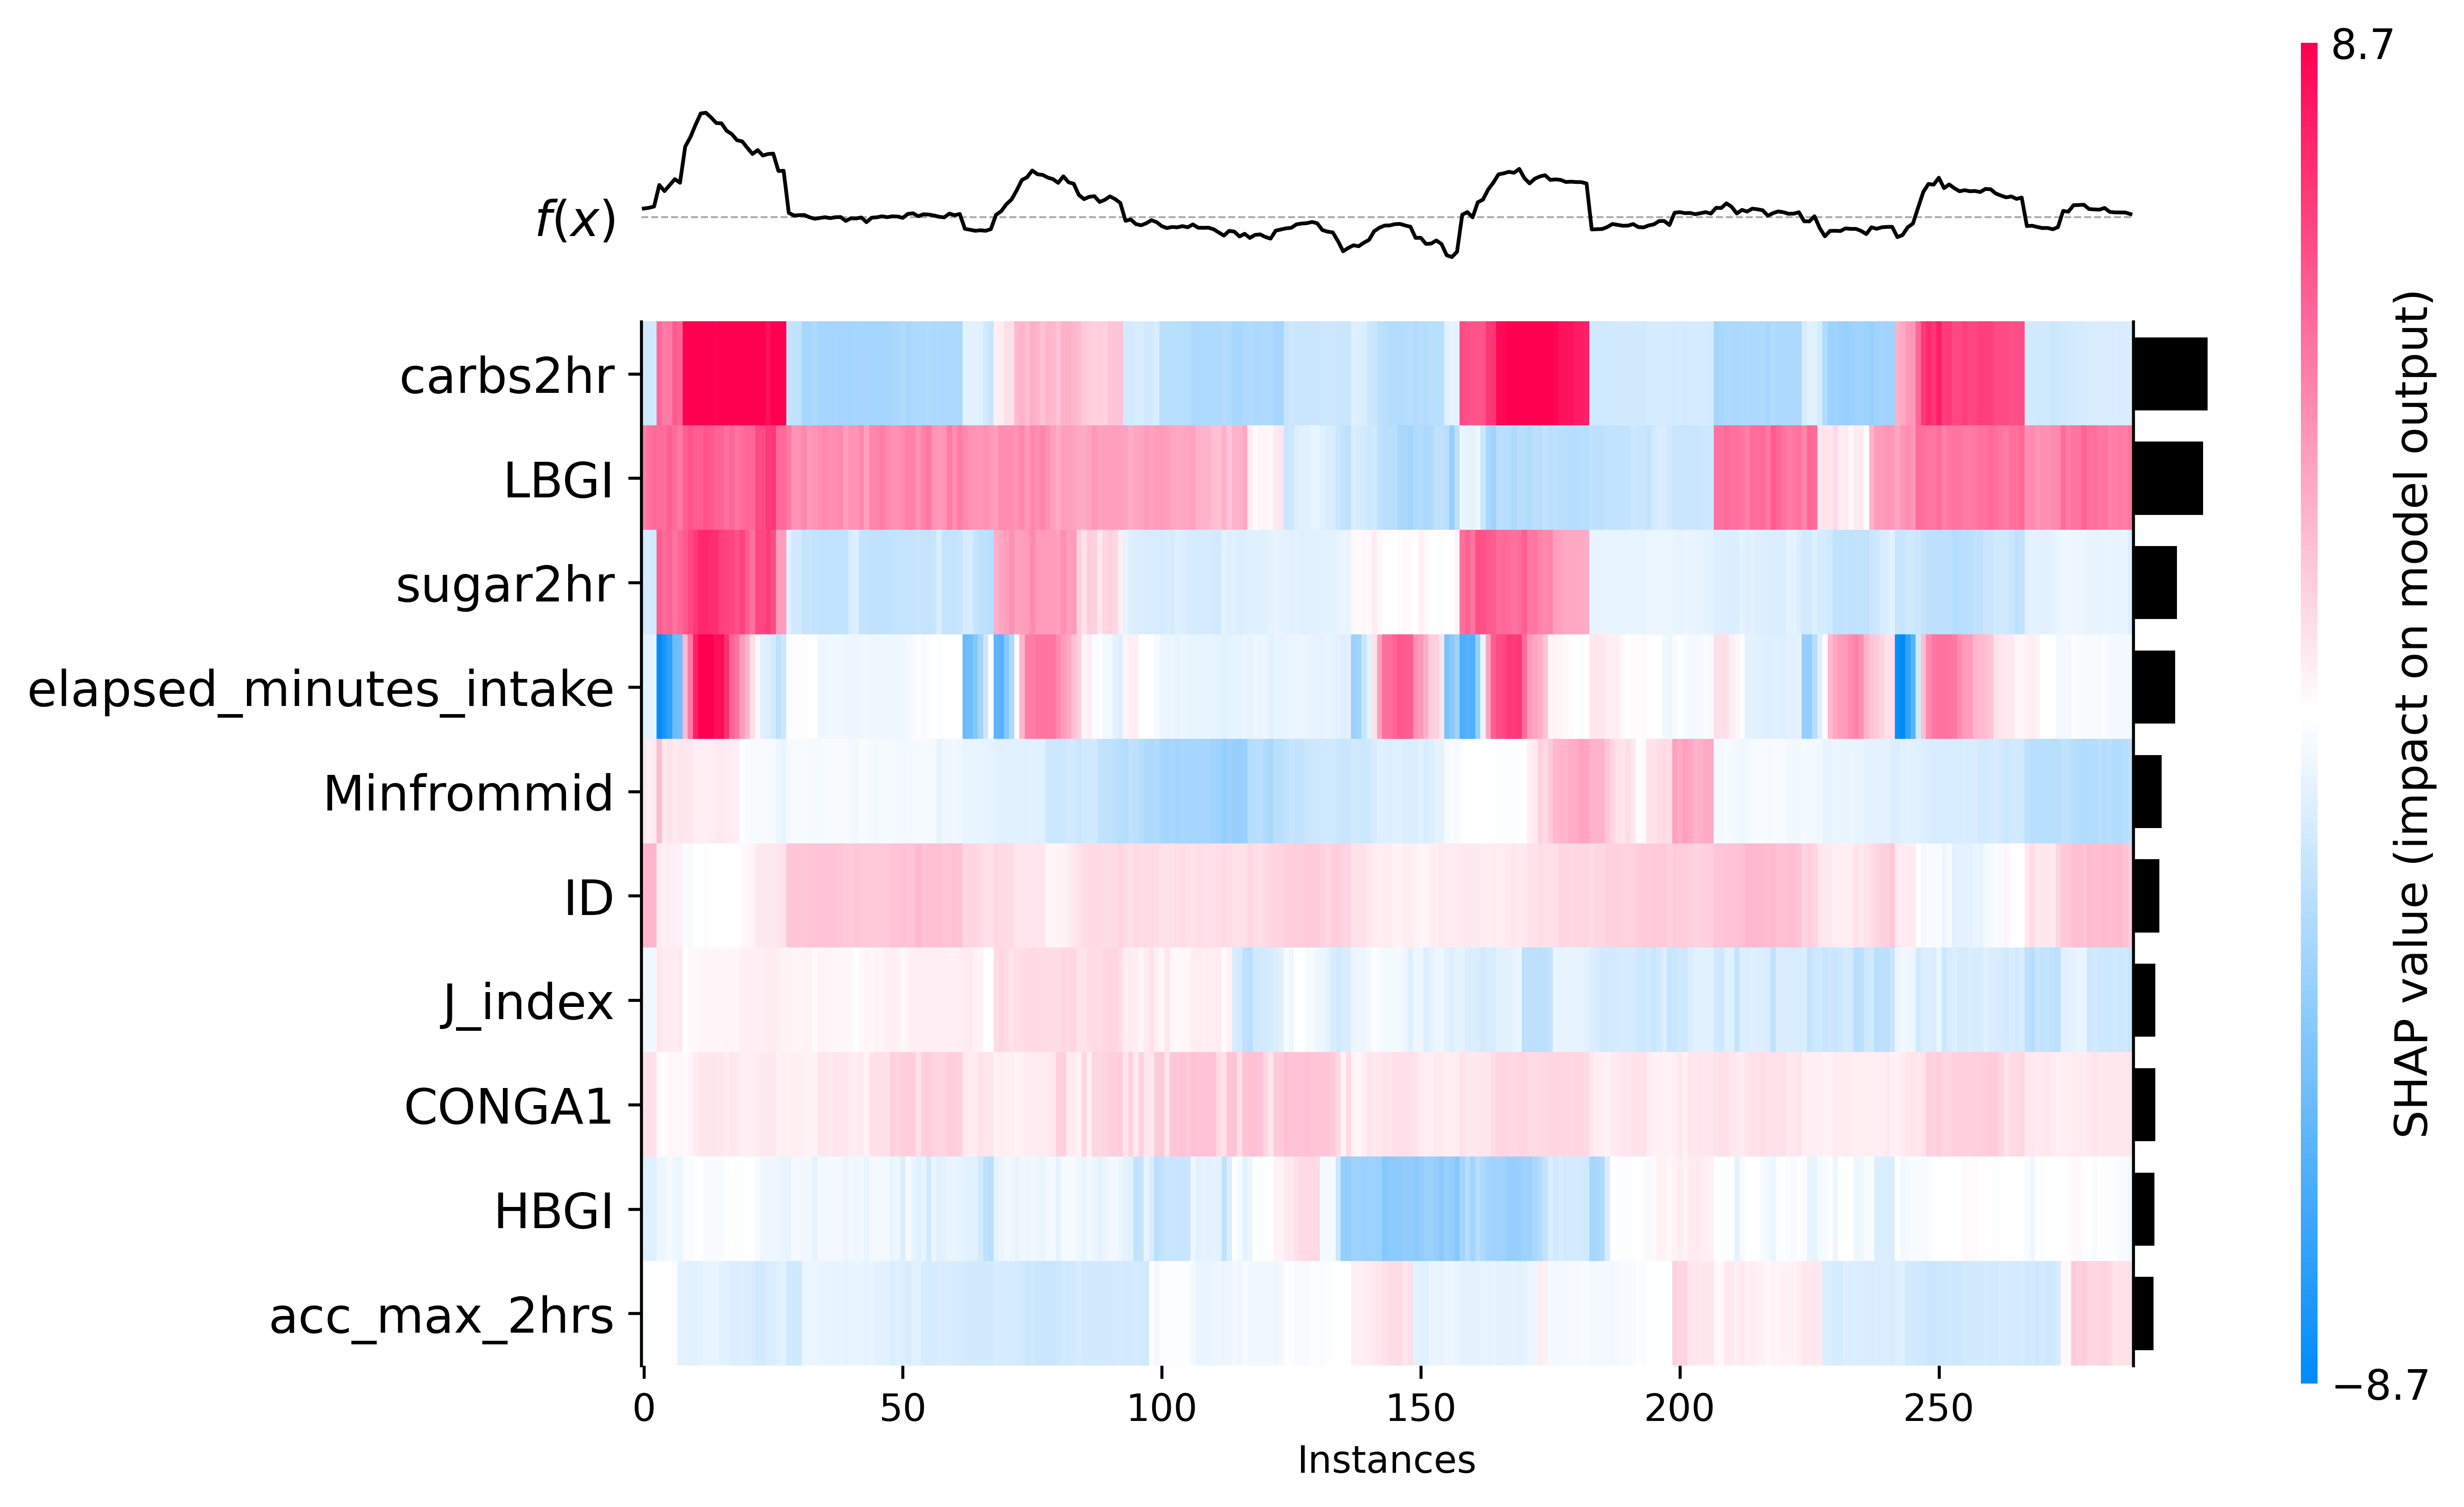 8.7
f(x)
carbs2hr
LBGI
sugar2hr
elapsed_minutes_intake
Minfrommid
ID
J_index
CONGA1
HBGI
acc_max_2hrs
0 50 100 150 200 250
Instances
SHAP value (impact on model output)
−8.7